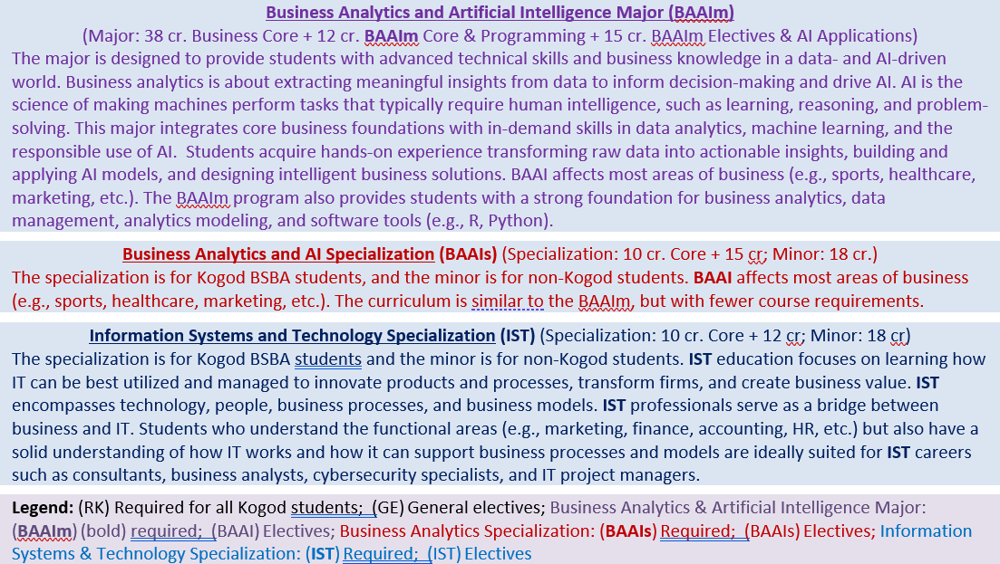 Business Analytics and Artificial Intelligence Major (BAAIm)
(Major: 38 cr. Business Core + 12 cr. BAAIm Core & Programming + 15 cr. BAAIm Electives & AI Applications)
The major is designed to provide students with advanced technical skills and business knowledge in a data- and AI-driven
world. Business analytics is about extracting meaningful insights from data to inform decision-making and drive AI. AI is the
science of making machines perform tasks that typically require human intelligence, such as learning, reasoning, and problem-
solving. This major integrates core business foundations with in-demand skills in data analytics, machine learning, and the
responsible use of AI.  Students acquire hands-on experience transforming raw data into actionable insights, building and
applying AI models, and designing intelligent business solutions. BAAI affects most areas of business (e.g., sports, healthcare,
marketing, etc.). The BAAIm program also provides students with a strong foundation for business analytics, data
management, analytics modeling, and software tools (e.g., R, Python).
Business Analytics and AI Specialization (BAAIs) (Specialization: 10 cr. Core + 15 cr; Minor: 18 cr.)
The specialization is for Kogod BSBA students, and the minor is for non-Kogod students. BAAI affects most areas of business
(e.g., sports, healthcare, marketing, etc.). The curriculum is similar to the BAAIm, but with fewer course requirements.
Information Systems and Technology Specialization (IST) (Specialization: 10 cr. Core + 12 cr; Minor: 18 cr)
The specialization is for Kogod BSBA students and the minor is for non-Kogod students. IST education focuses on learning how
IT can be best utilized and managed to innovate products and processes, transform firms, and create business value. IST
encompasses technology, people, business processes, and business models. IST professionals serve as a bridge between
business and IT. Students who understand the functional areas (e.g., marketing, finance, accounting, HR, etc.) but also have a
solid understanding of how IT works and how it can support business processes and models are ideally suited for IST careers
such as consultants, business analysts, cybersecurity specialists, and IT project managers.
Legend: (RK) Required for all Kogod students;  (GE) General electives; Business Analytics & Artificial Intelligence Major:
(BAAIm) (bold) required;  (BAAI) Electives; Business Analytics Specialization: (BAAIs) Required;  (BAAIs) Electives; Information
Systems & Technology Specialization: (IST) Required;  (IST) Electives